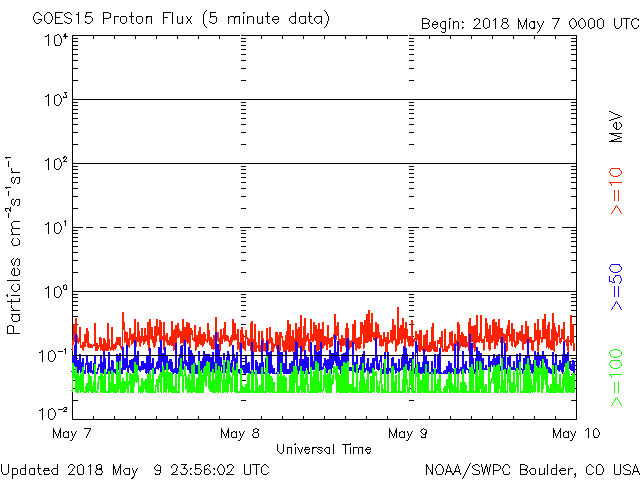 GOES15 Proton Flux (5 minute data)
Begin: 2018 May 7 0000 UTC
10⁴
10³
10²
10¹
10⁰
10⁻¹
10⁻²
Particles cm⁻²s⁻¹sr⁻¹
May 7
May 8
May 9
May 10
Universal Time
>=10
>=50
>=100
MeV
Updated 2018 May 9 23:56:02 UTC
NOAA/SWPC Boulder, CO USA